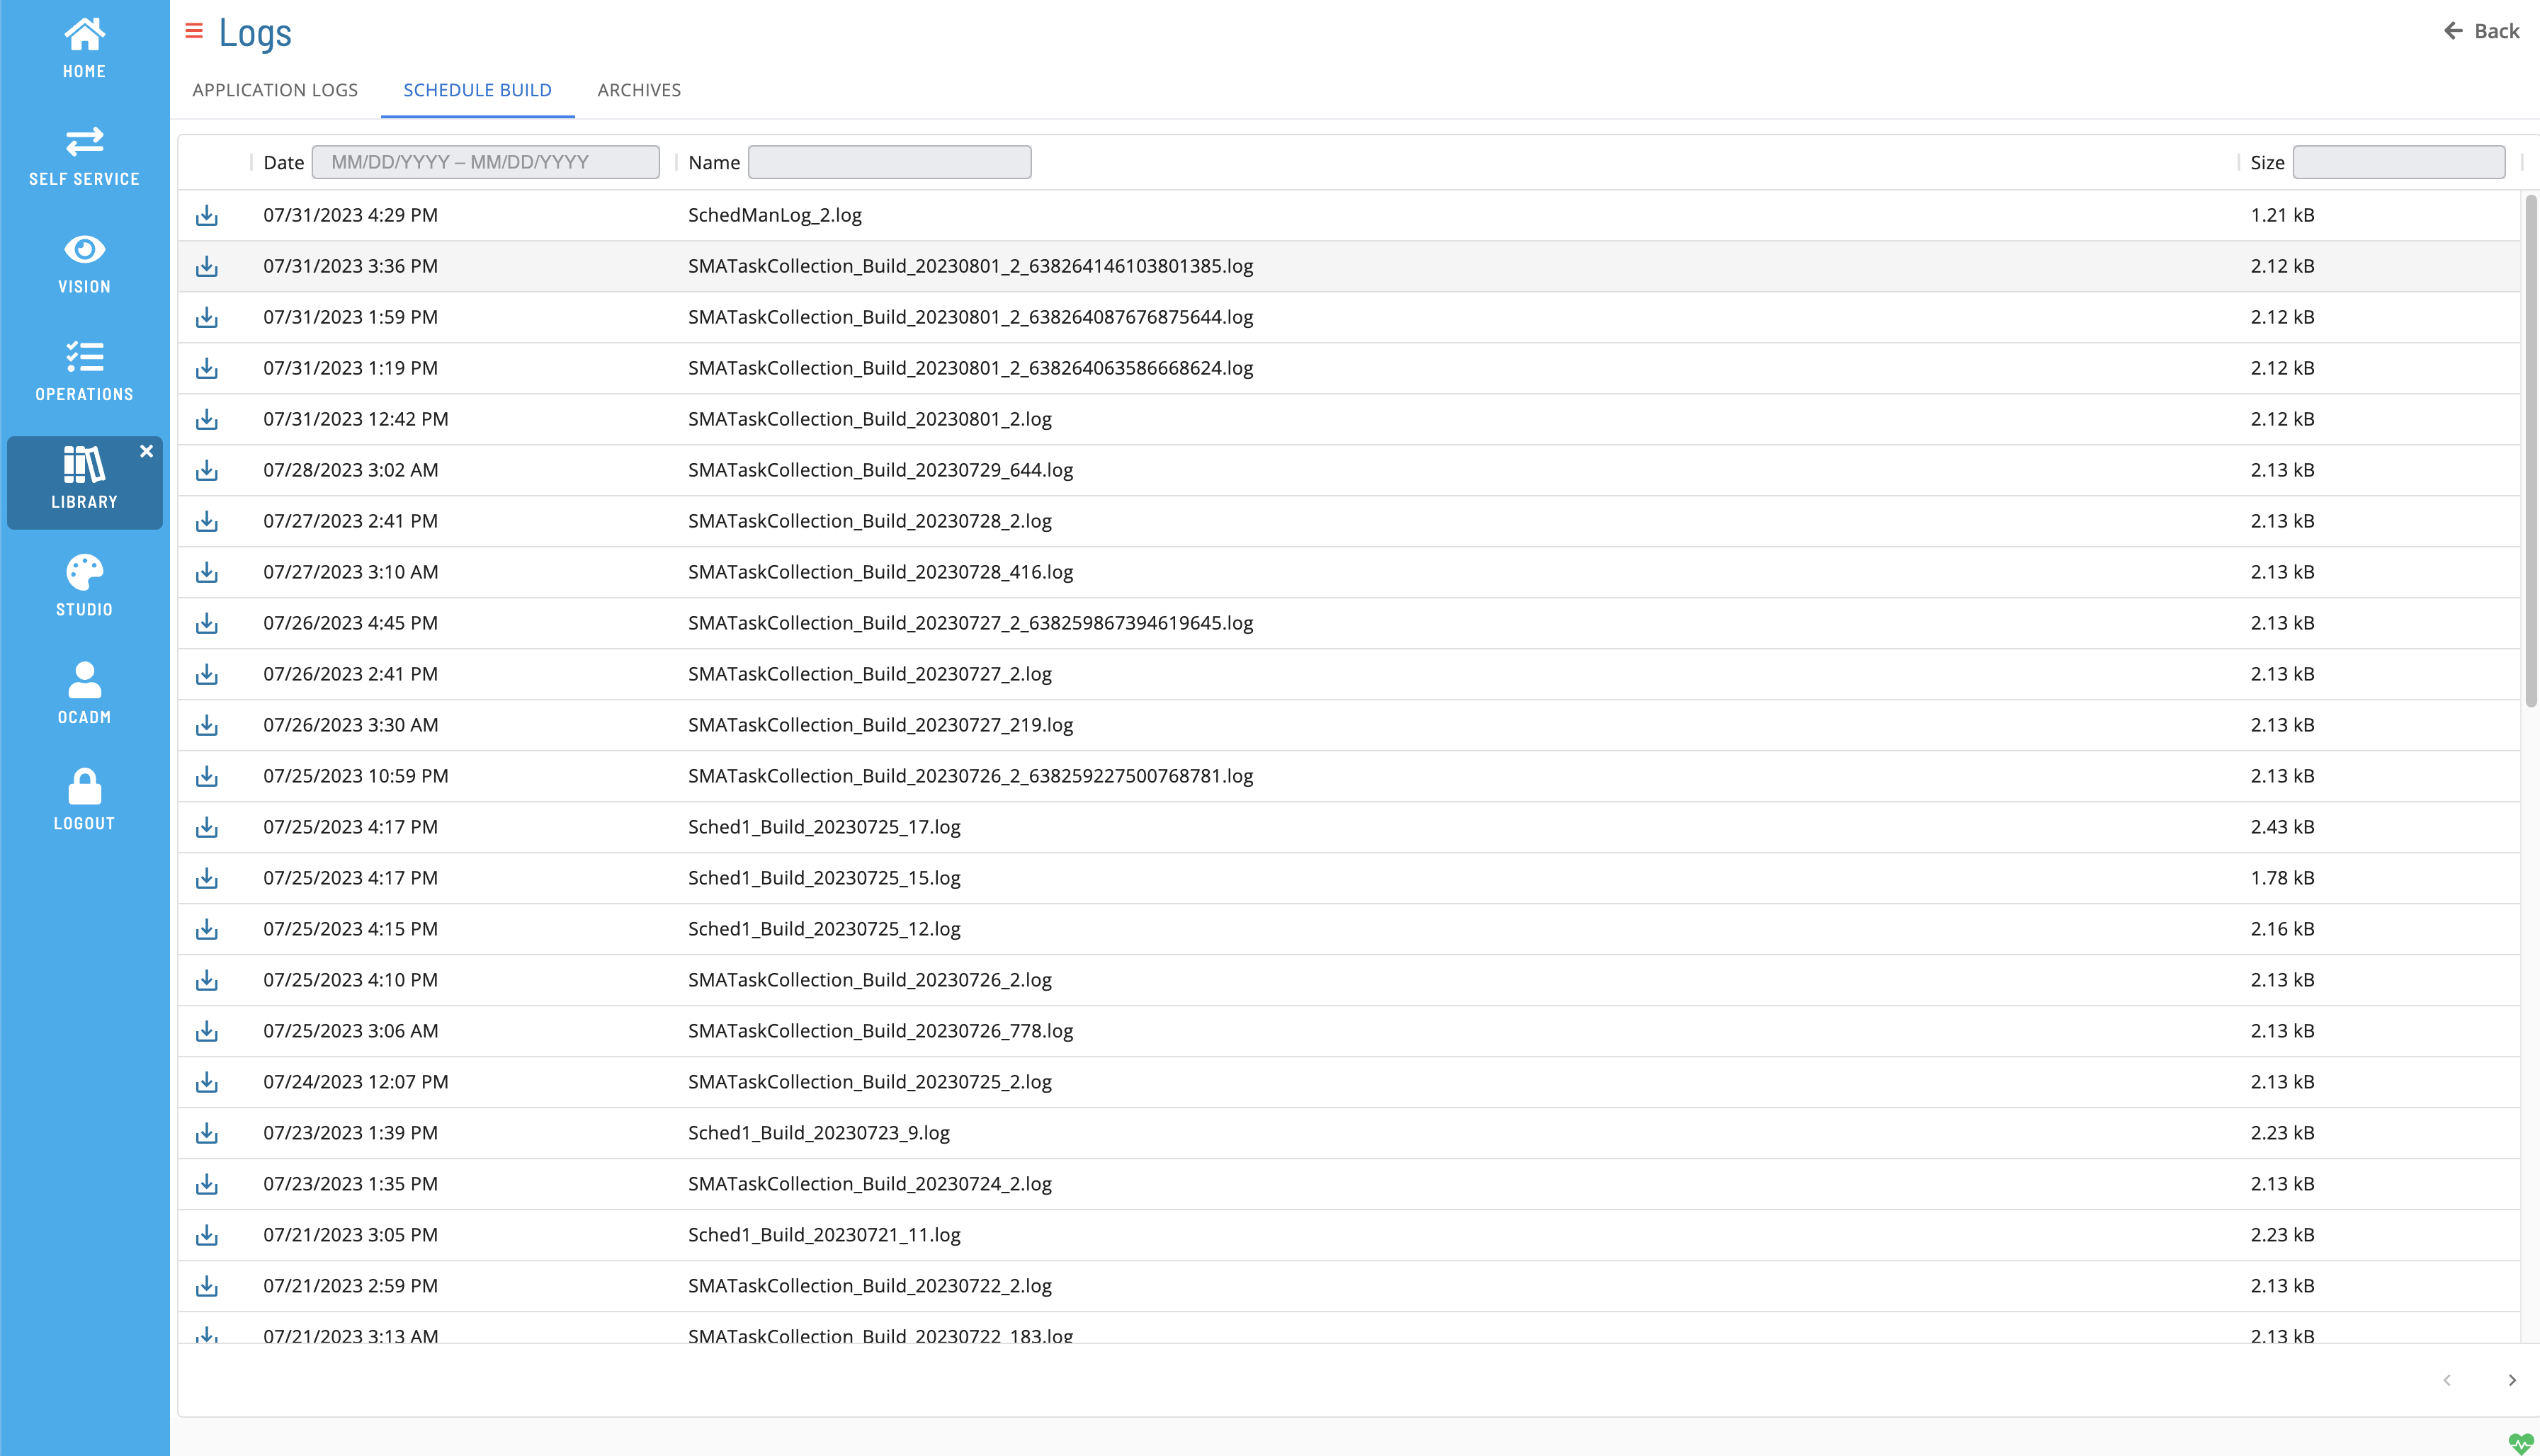 HOME
SELF SERVICE
VISION
OPERATIONS
LIBRARY
STUDIO
OCADM
LOGOUT
Logs
Back
APPLICATION LOGS SCHEDULE BUILD ARCHIVES
Date MM/DD/YYYY – MM/DD/YYYY Name Size
07/31/2023 4:29 PM SchedManLog_2.log 1.21 kB
07/31/2023 3:36 PM SMATaskCollection_Build_20230801_2_638264146103801385.log 2.12 kB
07/31/2023 1:59 PM SMATaskCollection_Build_20230801_2_638264087676875644.log 2.12 kB
07/31/2023 1:19 PM SMATaskCollection_Build_20230801_2_638264063586668624.log 2.12 kB
07/31/2023 12:42 PM SMATaskCollection_Build_20230801_2.log 2.12 kB
07/28/2023 3:02 AM SMATaskCollection_Build_20230729_644.log 2.13 kB
07/27/2023 2:41 PM SMATaskCollection_Build_20230728_2.log 2.13 kB
07/27/2023 3:10 AM SMATaskCollection_Build_20230728_416.log 2.13 kB
07/26/2023 4:45 PM SMATaskCollection_Build_20230727_2_638259867394619645.log 2.13 kB
07/26/2023 2:41 PM SMATaskCollection_Build_20230727_2.log 2.13 kB
07/26/2023 3:30 AM SMATaskCollection_Build_20230727_219.log 2.13 kB
07/25/2023 10:59 PM SMATaskCollection_Build_20230726_2_638259227500768781.log 2.13 kB
07/25/2023 4:17 PM Sched1_Build_20230725_17.log 2.43 kB
07/25/2023 4:17 PM Sched1_Build_20230725_15.log 1.78 kB
07/25/2023 4:15 PM Sched1_Build_20230725_12.log 2.16 kB
07/25/2023 4:10 PM SMATaskCollection_Build_20230726_2.log 2.13 kB
07/25/2023 3:06 AM SMATaskCollection_Build_20230726_778.log 2.13 kB
07/24/2023 12:07 PM SMATaskCollection_Build_20230725_2.log 2.13 kB
07/23/2023 1:39 PM Sched1_Build_20230723_9.log 2.23 kB
07/23/2023 1:35 PM SMATaskCollection_Build_20230724_2.log 2.13 kB
07/21/2023 3:05 PM Sched1_Build_20230721_11.log 2.23 kB
07/21/2023 2:59 PM SMATaskCollection_Build_20230722_2.log 2.13 kB
07/21/2023 3:13 AM SMATaskCollection_Build_20230722_183.log 2.13 kB